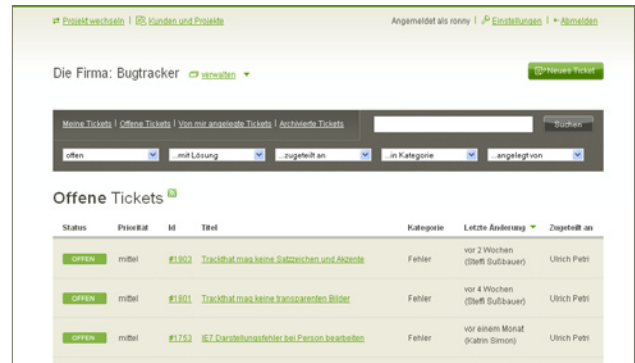 Projekt wechseln | Kunden und Projekte
Angemeldet als ronny | Einstellungen | Abmelden
Die Firma: Bugtracker verwalten
Neues Ticket
Meine Tickets | Offene Tickets | Von mir angelegte Tickets | Archivierte Tickets
Suchen
offen ...mit Lösung ...zugeteilt an ...in Kategorie ...angelegt von
Offene Tickets
Status Priorität Id Titel Kategorie Letzte Änderung Zugeteilt an
OFFEN mittel #1903 Trackthat mag keine Satzzeichen und Akzente Fehler vor 2 Wochen (Steffi Sußbauer) Ulrich Petri
OFFEN mittel #1801 Trackthat mag keine transparenten Bilder Fehler vor 4 Wochen (Steffi Sußbauer) Ulrich Petri
OFFEN mittel #1753 IE7 Darstellungsfehler bei Person bearbeiten Fehler vor einem Monat (Katrin Simon) Ulrich Petri